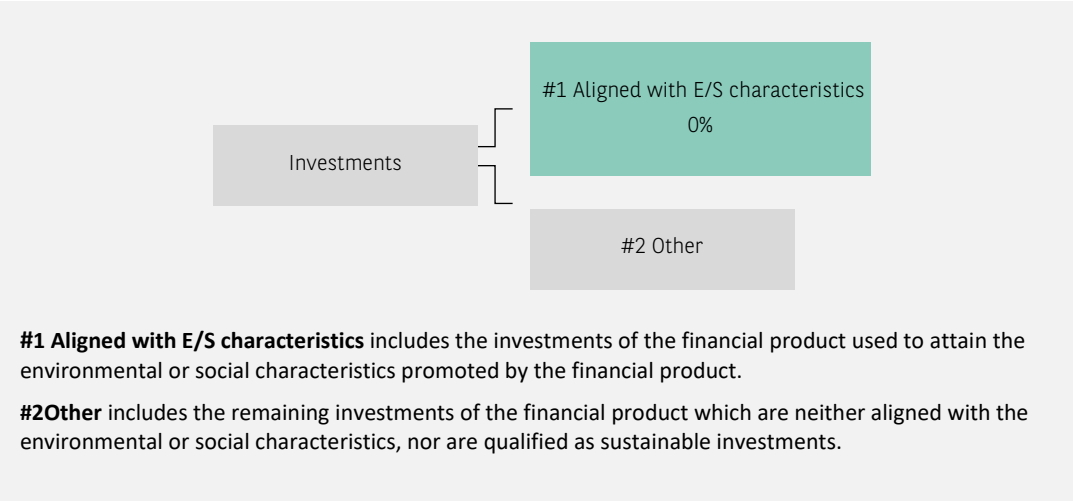 #1 Aligned with E/S characteristics
0%
Investments
#2 Other
#1 Aligned with E/S characteristics includes the investments of the financial product used to attain the
environmental or social characteristics promoted by the financial product.
#2Other includes the remaining investments of the financial product which are neither aligned with the
environmental or social characteristics, nor are qualified as sustainable investments.